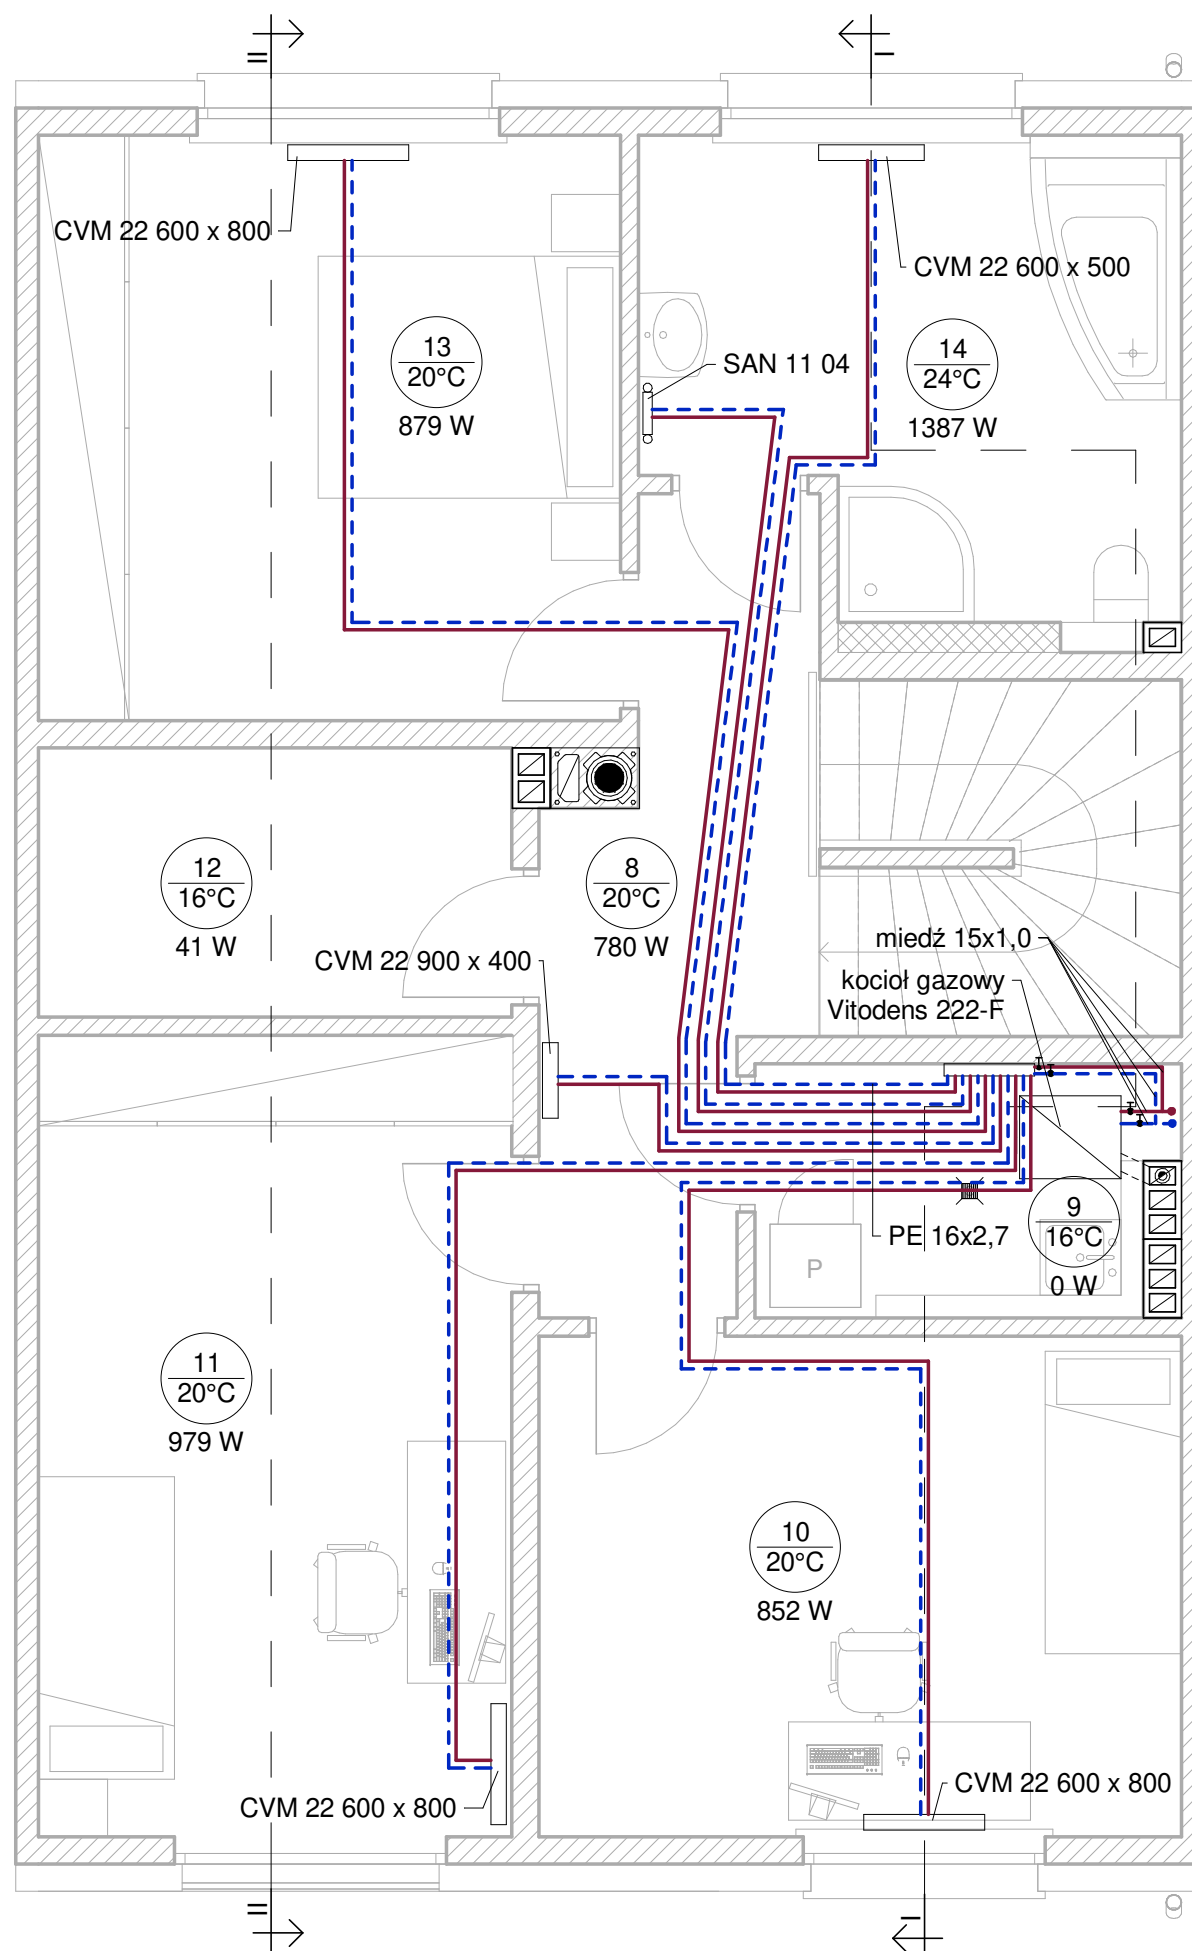 II
I
CVM 22 600 x 800
CVM 22 600 x 500
13
20°C
879 W
SAN 11 04
14
24°C
1387 W
12
16°C
41 W
8
20°C
780 W
CVM 22 900 x 400
miedź 15x1,0
kocioł gazowy
Vitodens 222-F
PE 16x2,7
9
16°C
0 W
P
11
20°C
979 W
10
20°C
852 W
CVM 22 600 x 800
CVM 22 600 x 800
II
I